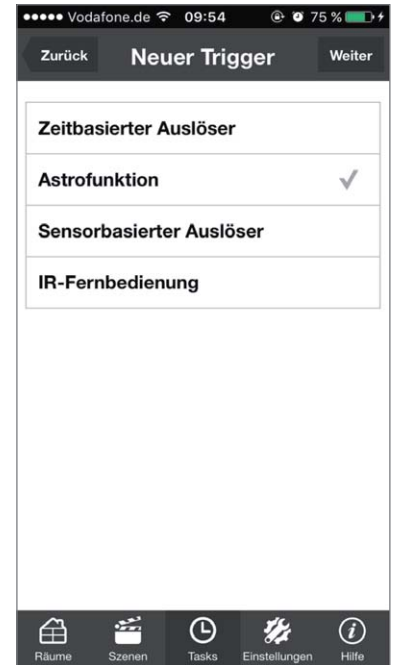 Vodafone.de 09:54 75 %
Zurück Neuer Trigger Weiter
Zeitbasierter Auslöser
Astrofunktion
Sensorbasierter Auslöser
IR-Fernbedienung
Räume Szenen Tasks Einstellungen Hilfe